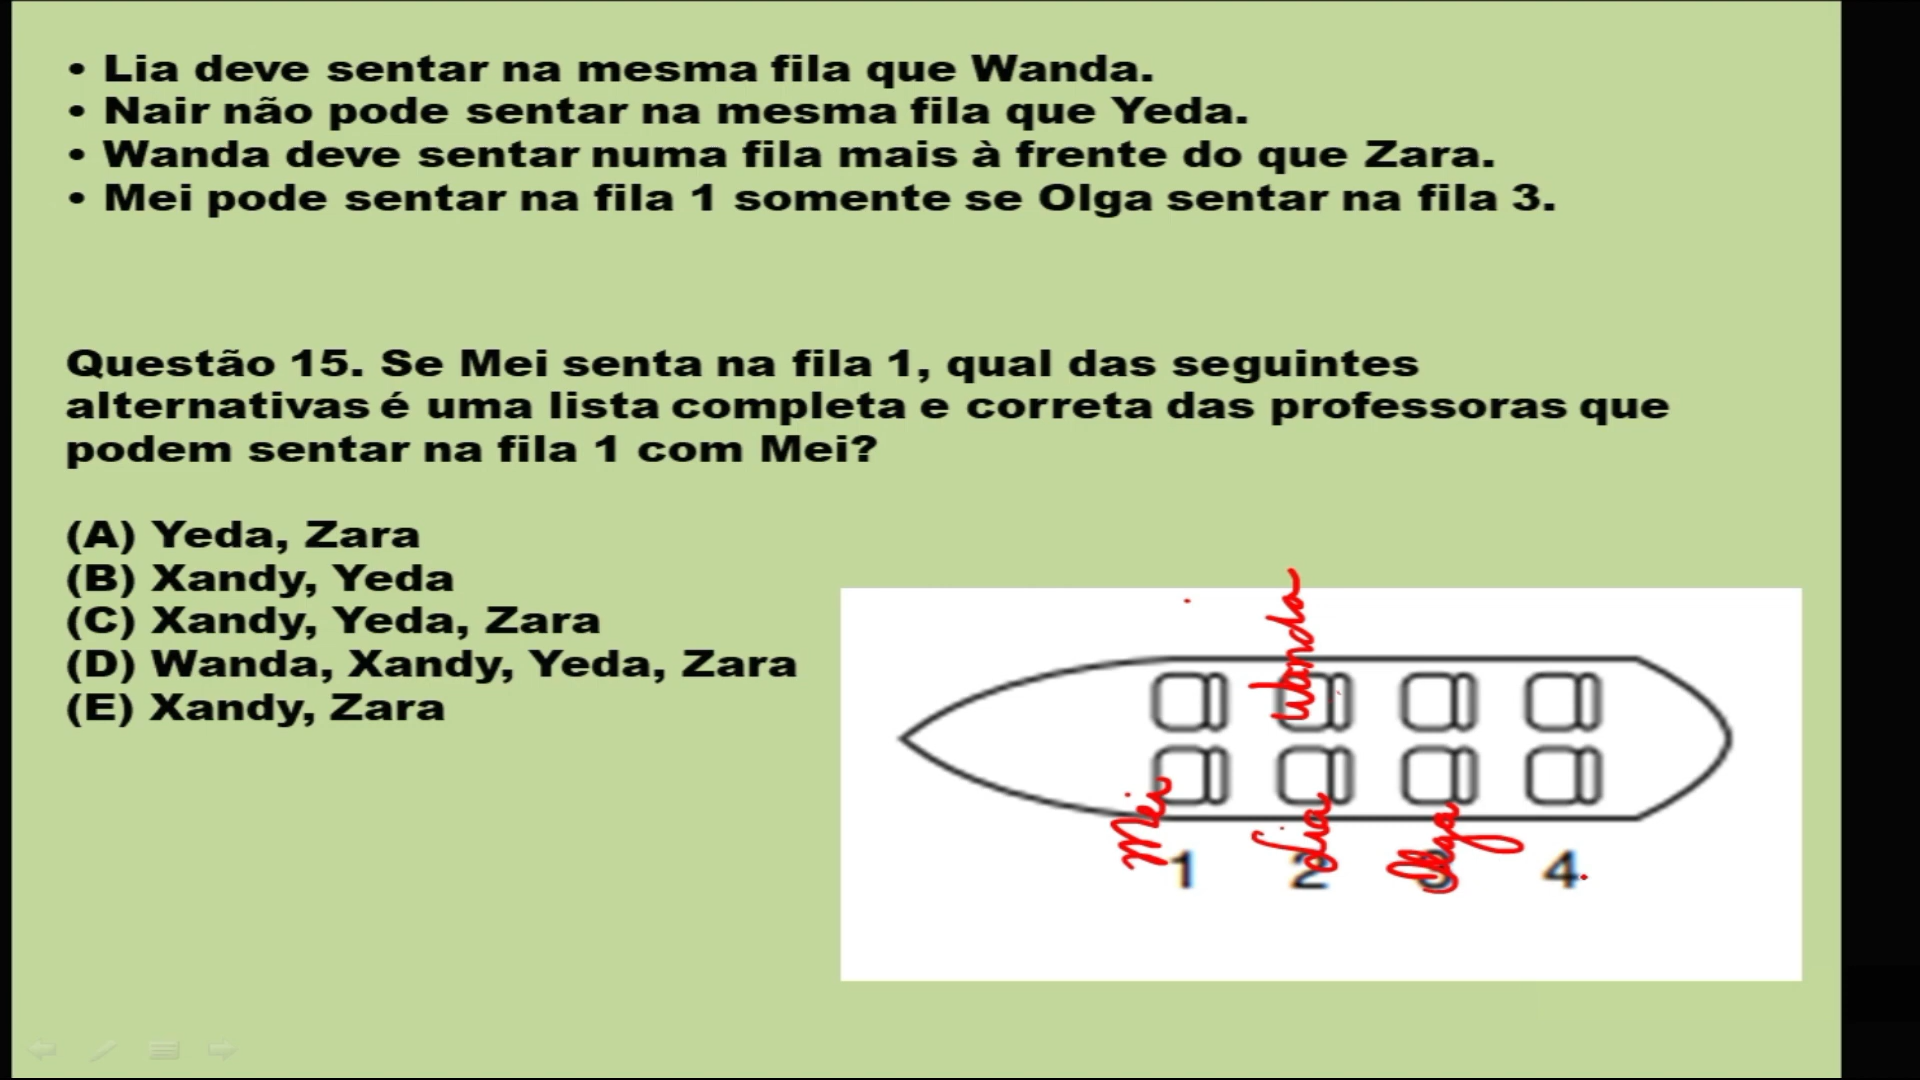 • Lia deve sentar na mesma fila que Wanda.
• Nair não pode sentar na mesma fila que Yeda.
• Wanda deve sentar numa fila mais à frente do que Zara.
• Mei pode sentar na fila 1 somente se Olga sentar na fila 3.
Questão 15. Se Mei senta na fila 1, qual das seguintes
alternativas é uma lista completa e correta das professoras que
podem sentar na fila 1 com Mei?
(A) Yeda, Zara
(B) Xandy, Yeda
(C) Xandy, Yeda, Zara
(D) Wanda, Xandy, Yeda, Zara
(E) Xandy, Zara
Wanda
Mei Lia Olga
1 2 3 4